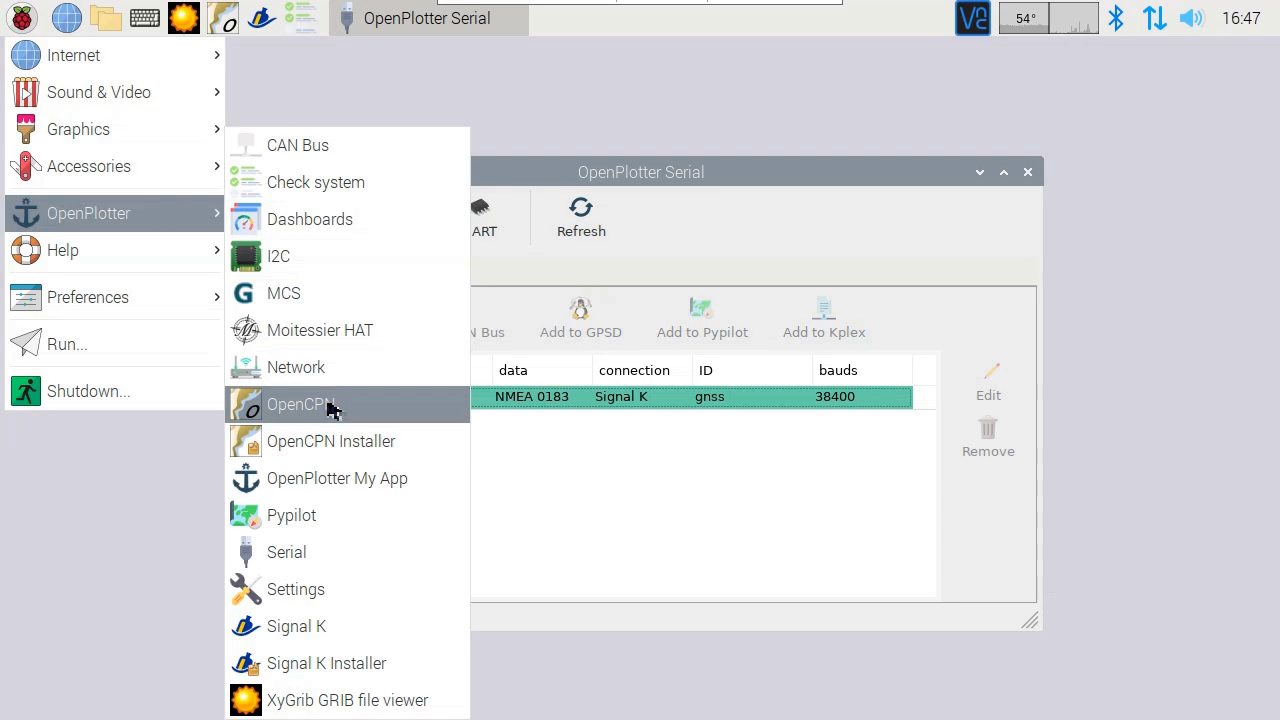 OpenPlotter Serial
54°
16:47
Internet
Sound & Video
Graphics
Accessories
OpenPlotter
Help
Preferences
Run...
Shutdown...
CAN Bus
Check system
Dashboards
I2C
MCS
Moitessier HAT
Network
OpenCPN
OpenCPN Installer
OpenPlotter My App
Pypilot
Serial
Settings
Signal K
Signal K Installer
XyGrib GRIB file viewer
OpenPlotter Serial
ART
Refresh
N Bus
Add to GPSD
Add to Pypilot
Add to Kplex
data
connection
ID
bauds
NMEA 0183
Signal K
gnss
38400
Edit
Remove